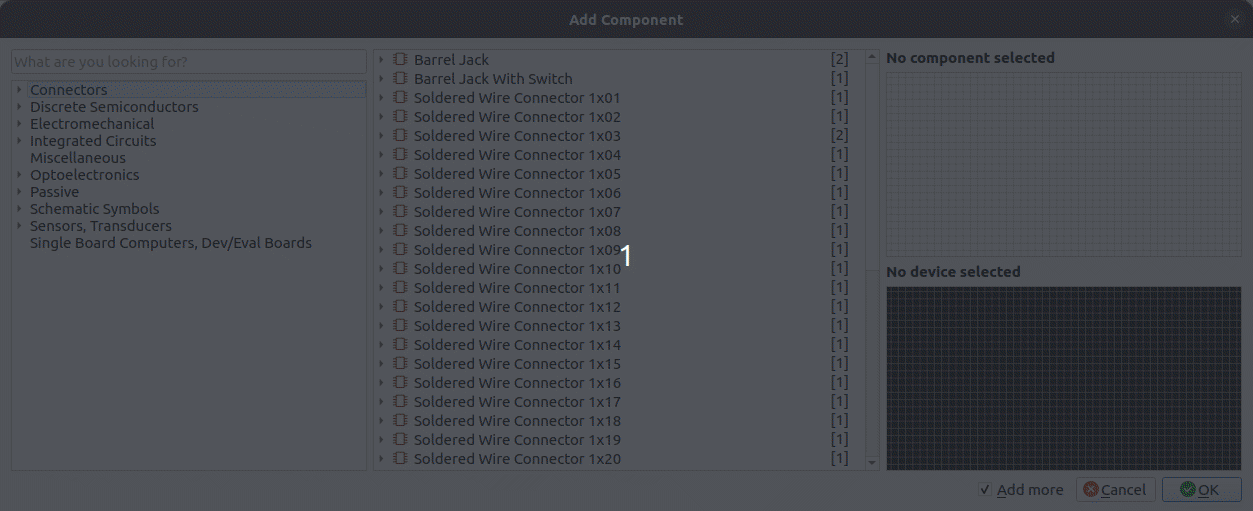 Add Component
What are you looking for?
Connectors
Discrete Semiconductors
Electromechanical
Integrated Circuits
Miscellaneous
Optoelectronics
Passive
Schematic Symbols
Sensors, Transducers
Single Board Computers, Dev/Eval Boards
Barrel Jack [2]
Barrel Jack With Switch [1]
Soldered Wire Connector 1x01 [1]
Soldered Wire Connector 1x02 [1]
Soldered Wire Connector 1x03 [2]
Soldered Wire Connector 1x04 [1]
Soldered Wire Connector 1x05 [1]
Soldered Wire Connector 1x06 [1]
Soldered Wire Connector 1x07 [1]
Soldered Wire Connector 1x08 [1]
Soldered Wire Connector 1x09 [1]
1
Soldered Wire Connector 1x10 [1]
Soldered Wire Connector 1x11 [1]
Soldered Wire Connector 1x12 [1]
Soldered Wire Connector 1x13 [1]
Soldered Wire Connector 1x14 [1]
Soldered Wire Connector 1x15 [1]
Soldered Wire Connector 1x16 [1]
Soldered Wire Connector 1x17 [1]
Soldered Wire Connector 1x18 [1]
Soldered Wire Connector 1x19 [1]
Soldered Wire Connector 1x20 [1]
No component selected
No device selected
Add more
Cancel
OK